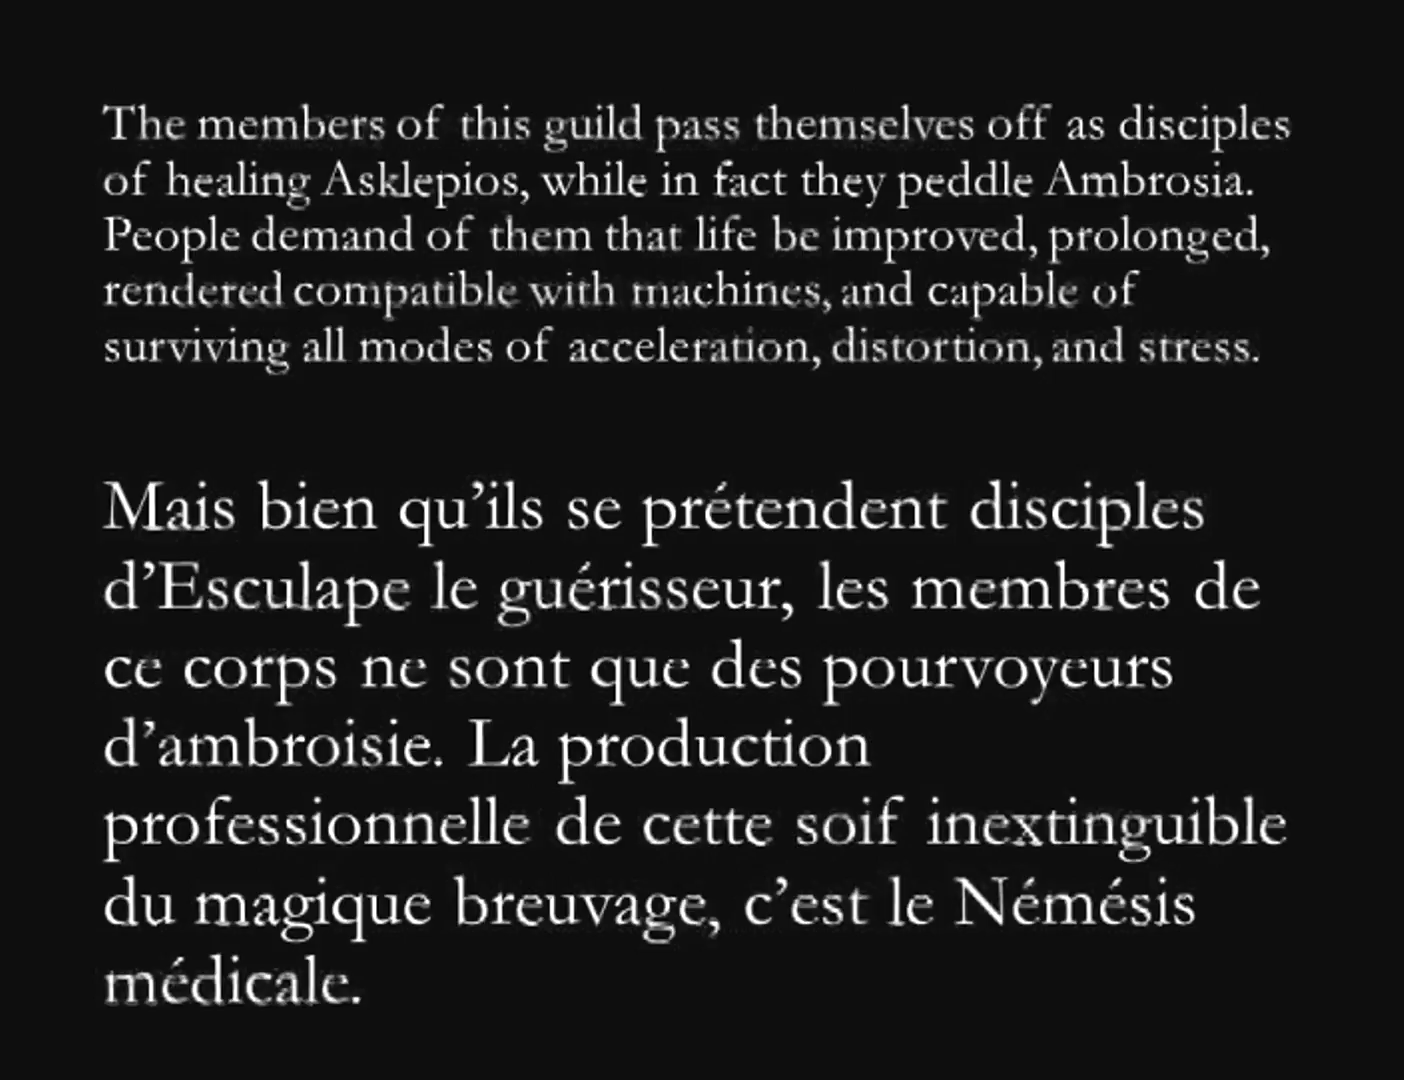 The members of this guild pass themselves off as disciples
of healing Asklepios, while in fact they peddle Ambrosia.
People demand of them that life be improved, prolonged,
rendered compatible with machines, and capable of
surviving all modes of acceleration, distortion, and stress.
Mais bien qu’ils se prétendent disciples
d’Esculape le guérisseur, les membres de
ce corps ne sont que des pourvoyeurs
d’ambroisie. La production
professionnelle de cette soif inextinguible
du magique breuvage, c’est le Némésis
médicale.